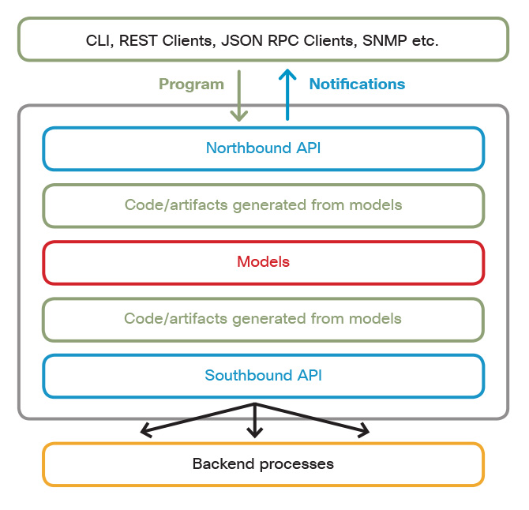 CLI, REST Clients, JSON RPC Clients, SNMP etc.
Program
Notifications
Northbound API
Code/artifacts generated from models
Models
Code/artifacts generated from models
Southbound API
Backend processes